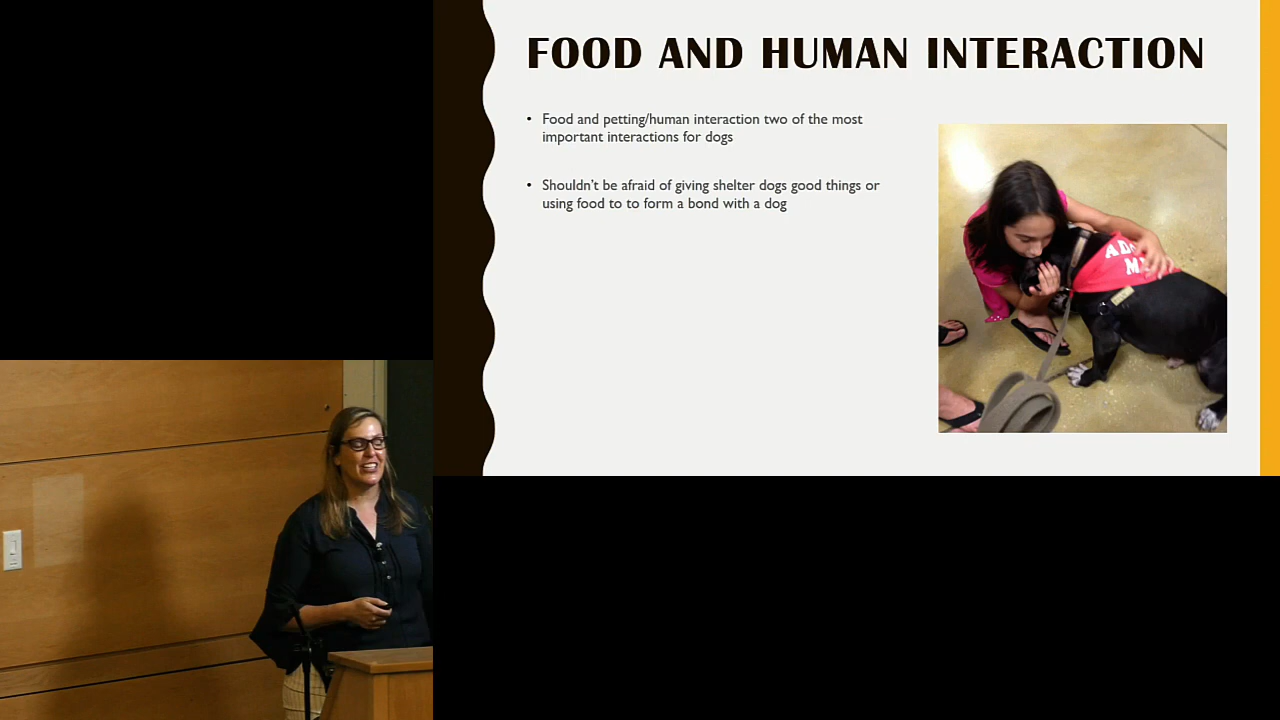 FOOD AND HUMAN INTERACTION
• Food and petting/human interaction two of the most
important interactions for dogs
• Shouldn't be afraid of giving shelter dogs good things or
using food to to form a bond with a dog